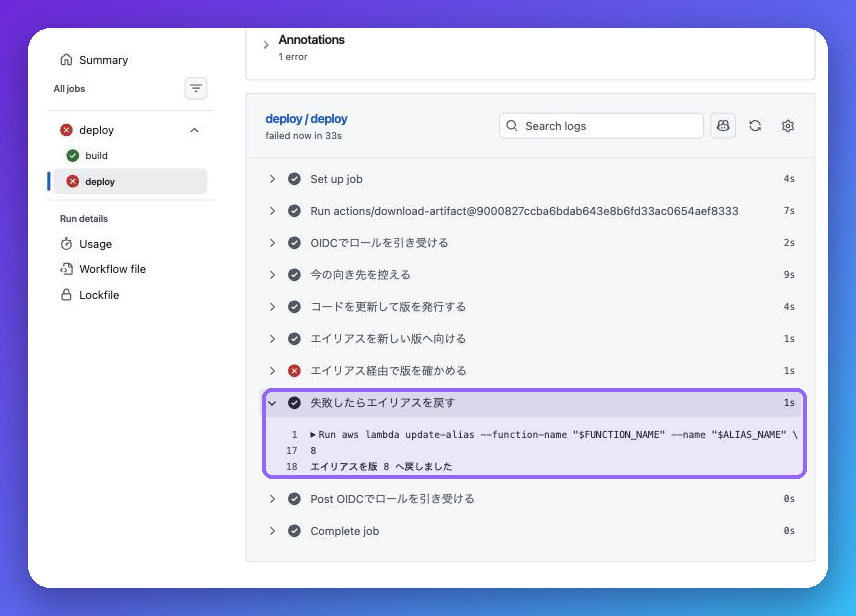 Summary
All jobs
deploy
build
deploy
Run details
Usage
Workflow file
Lockfile
Annotations
1 error
deploy / deploy
failed now in 33s
Search logs
Set up job 4s
Run actions/download-artifact@9000827ccba6bdab643e8b6fd33ac0654aef8333 7s
OIDCでロールを引き受ける 2s
今の向き先を控える 9s
コードを更新して版を発行する 4s
エイリアスを新しい版へ向ける 1s
エイリアス経由で版を確かめる 1s
失敗したらエイリアスを戻す 1s
1 ▶Run aws lambda update-alias --function-name "$FUNCTION_NAME" --name "$ALIAS_NAME" \
17 8
18 エイリアスを版 8 へ戻しました
Post OIDCでロールを引き受ける 0s
Complete job 0s